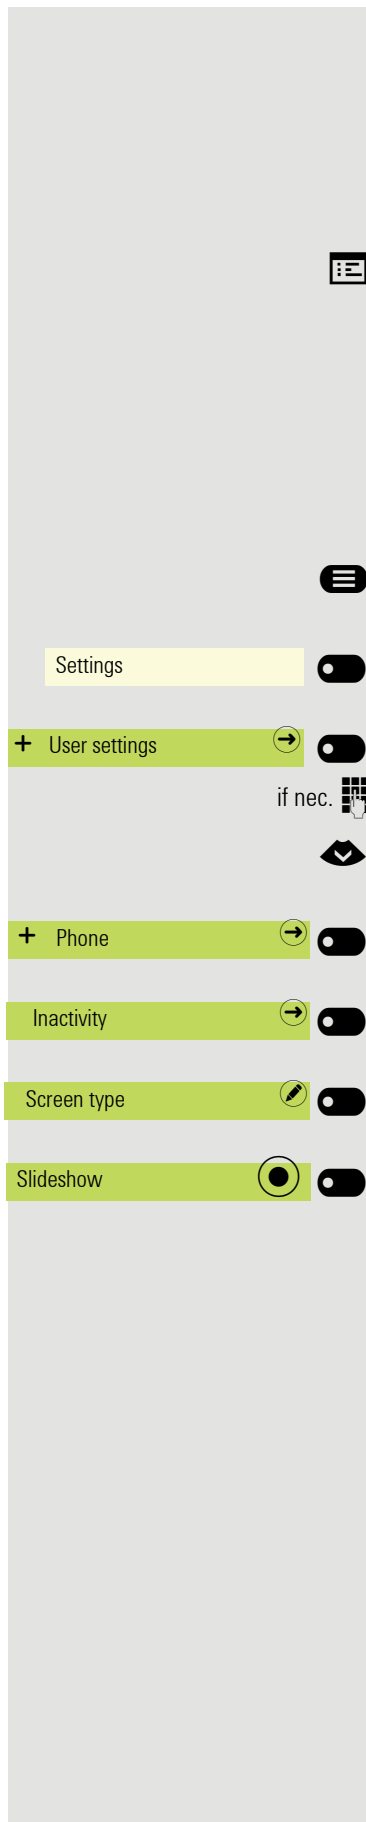 Settings
+ User settings
if nec.
+ Phone
Inactivity
Screen type
Slideshow